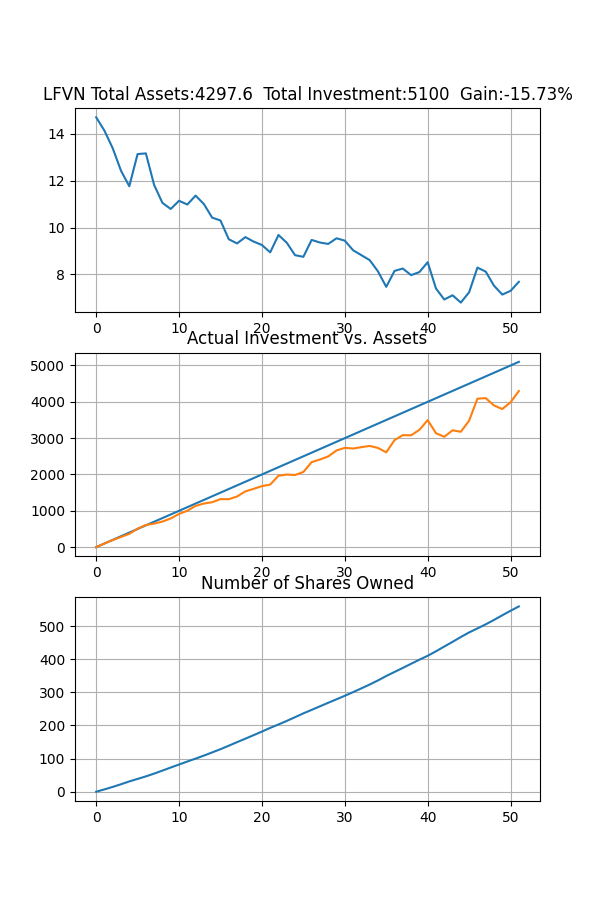 LFVN Total Assets:4297.6  Total Investment:5100  Gain:-15.73%
14
12
10
8
0 10 20 30 40 50
Actual Investment vs. Assets
5000
4000
3000
2000
1000
0
0 10 20 30 40 50
Number of Shares Owned
500
400
300
200
100
0
0 10 20 30 40 50